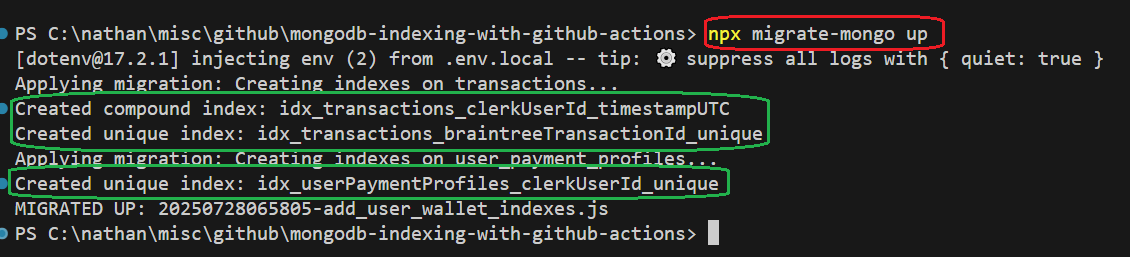 PS C:\nathan\misc\github\mongodb-indexing-with-github-actions> npx migrate-mongo up
[dotenv@17.2.1] injecting env (2) from .env.local -- tip: ⚙️ suppress all logs with { quiet: true }
Applying migration: Creating indexes on transactions...
Created compound index: idx_transactions_clerkUserId_timestampUTC
Created unique index: idx_transactions_braintreeTransactionId_unique
Applying migration: Creating indexes on user_payment_profiles...
Created unique index: idx_userPaymentProfiles_clerkUserId_unique
MIGRATED UP: 20250728065805-add_user_wallet_indexes.js
PS C:\nathan\misc\github\mongodb-indexing-with-github-actions>